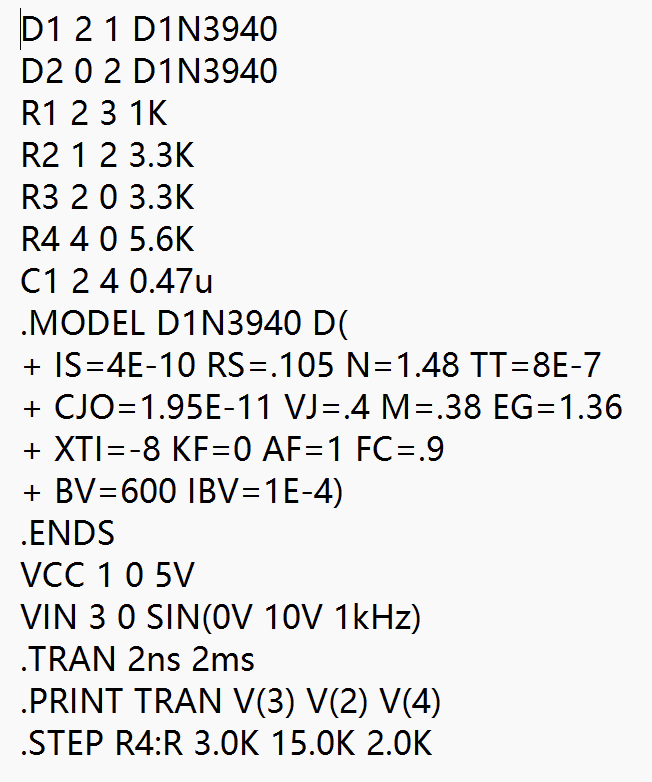 D1 2 1 D1N3940
D2 0 2 D1N3940
R1 2 3 1K
R2 1 2 3.3K
R3 2 0 3.3K
R4 4 0 5.6K
C1 2 4 0.47u
.MODEL D1N3940 D(
+ IS=4E-10 RS=.105 N=1.48 TT=8E-7
+ CJO=1.95E-11 VJ=.4 M=.38 EG=1.36
+ XTI=-8 KF=0 AF=1 FC=.9
+ BV=600 IBV=1E-4)
.ENDS
VCC 1 0 5V
VIN 3 0 SIN(0V 10V 1kHz)
.TRAN 2ns 2ms
.PRINT TRAN V(3) V(2) V(4)
.STEP R4:R 3.0K 15.0K 2.0K